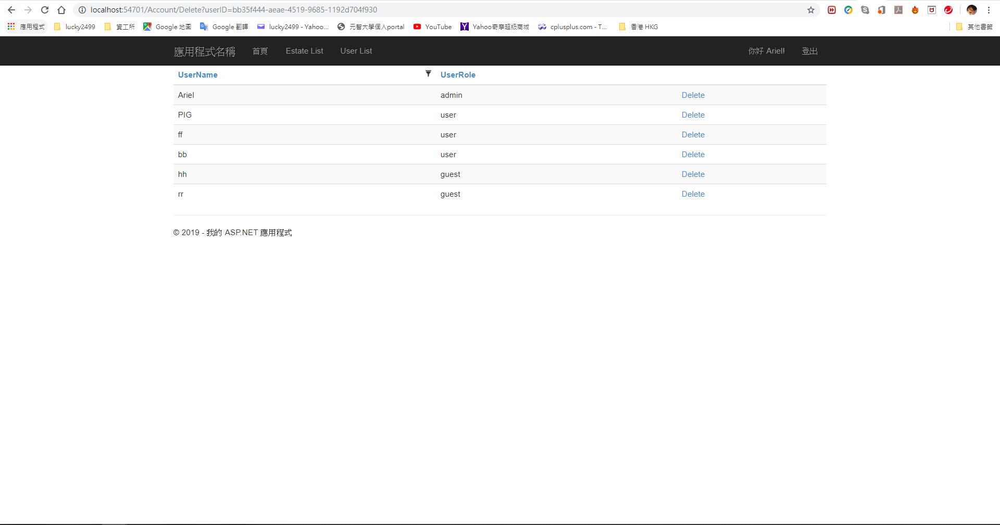 localhost:54701/Account/Delete?userID=bb35f444-aeae-4519-9685-1192d704f930
應用程式 lucky2499 資工所 Google 地圖 Google 翻譯 lucky2499 - Yahoo... 元智大學個人portal YouTube Yahoo奇摩超級商城 cplusplus.com - T... 香港 HKG 其他書籤
應用程式名稱 首頁 Estate List User List 你好 Ariel! 登出
UserName UserRole
Ariel admin Delete
PIG user Delete
ff user Delete
bb user Delete
hh guest Delete
rr guest Delete
© 2019 - 我的 ASP.NET 應用程式